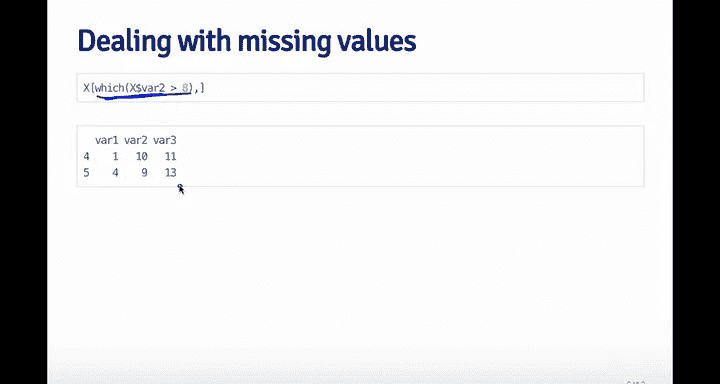 Dealing with missing values
X[which(X$var2 > 8),]
var1 var2 var3
4 1 10 11
5 4 9 13